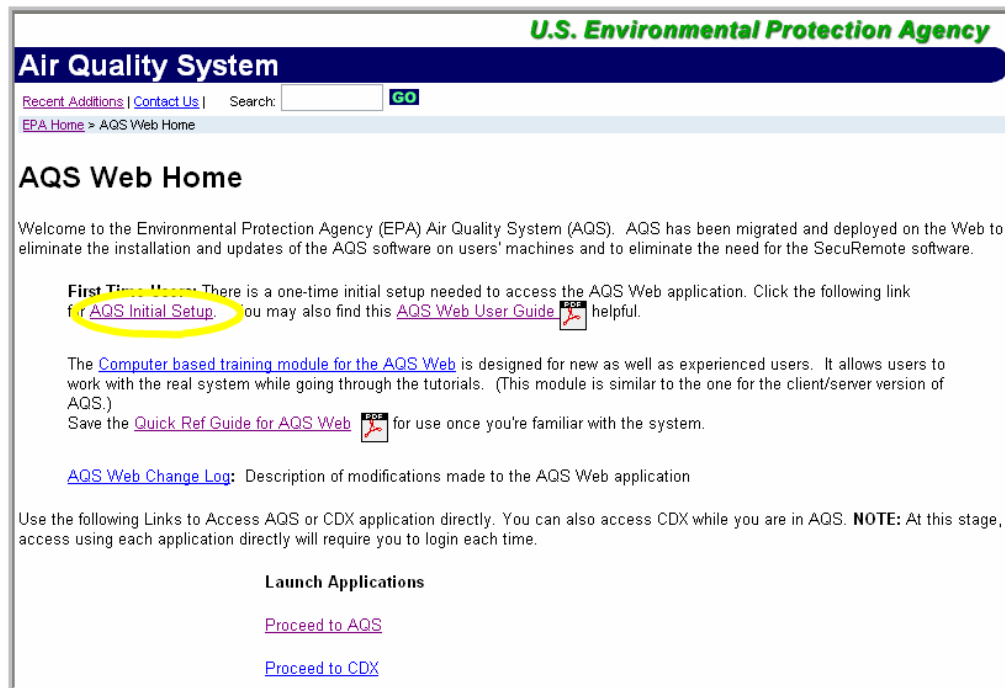 U.S. Environmental Protection Agency
Air Quality System
Recent Additions | Contact Us | Search: GO
EPA Home > AQS Web Home
AQS Web Home
Welcome to the Environmental Protection Agency (EPA) Air Quality System (AQS). AQS has been migrated and deployed on the Web to
eliminate the installation and updates of the AQS software on users' machines and to eliminate the need for the SecuRemote software.
First Time Users: There is a one-time initial setup needed to access the AQS Web application. Click the following link
for AQS Initial Setup. You may also find this AQS Web User Guide PDF helpful.
The Computer based training module for the AQS Web is designed for new as well as experienced users. It allows users to
work with the real system while going through the tutorials. (This module is similar to the one for the client/server version of
AQS.)
Save the Quick Ref Guide for AQS Web PDF for use once you're familiar with the system.
AQS Web Change Log: Description of modifications made to the AQS Web application
Use the following Links to Access AQS or CDX application directly. You can also access CDX while you are in AQS. NOTE: At this stage,
access using each application directly will require you to login each time.
Launch Applications
Proceed to AQS
Proceed to CDX